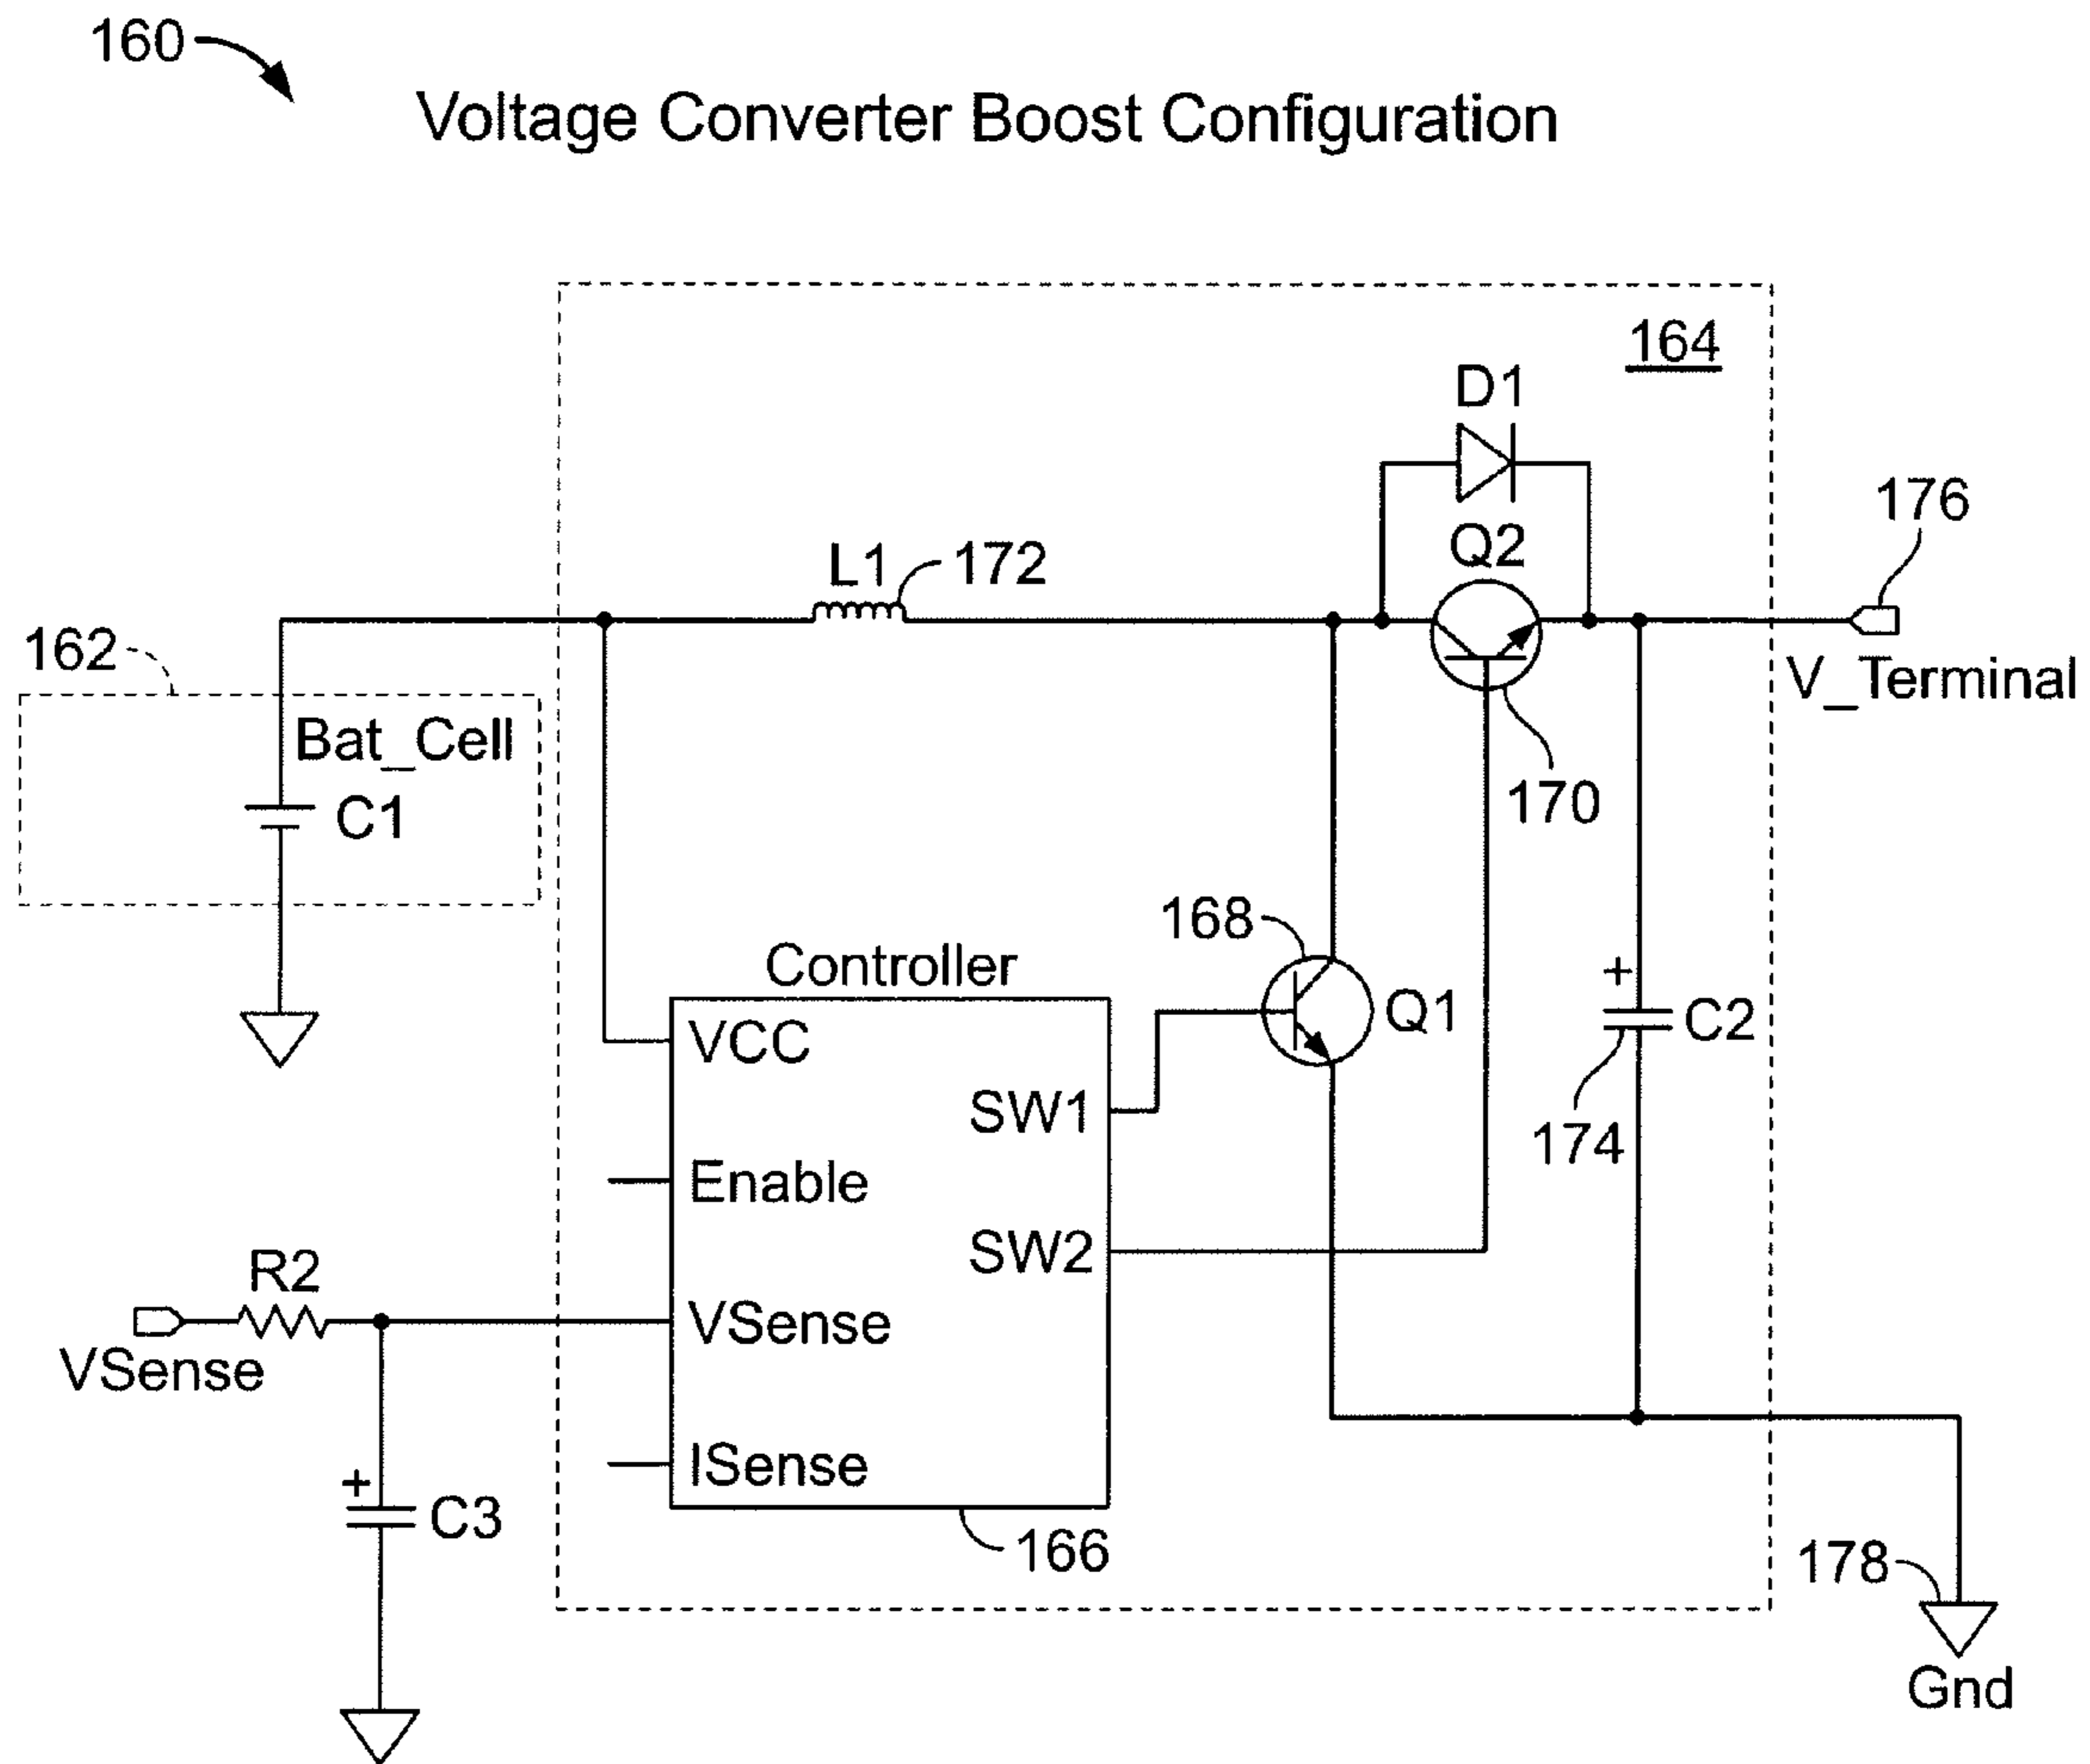 160
Voltage Converter Boost Configuration
164
D1
176
Q2
L1
172
162
V_Terminal
Bat_Cell
170
C1
168
Controller
+
Q1
C2
VCC
SW1
174
Enable
SW2
R2
VSense
VSense
ISense
+
C3
166
178
Gnd